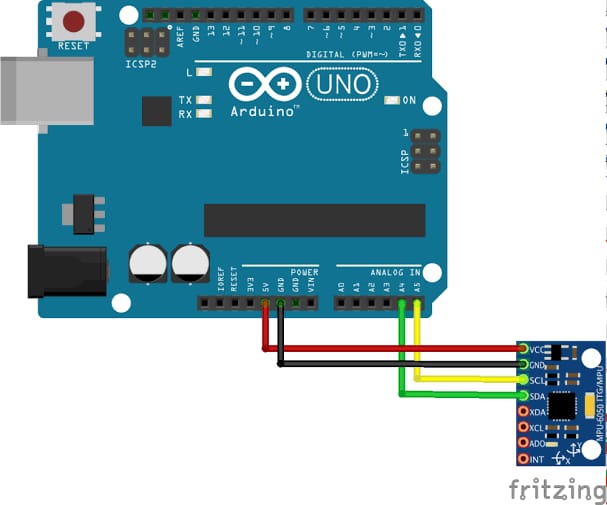 RESET
ICSP2
AREF
GND
13
12
~11
~10
~9
8
7
~6
~5
4
~3
2
TXO▶1
RXO◀0
DIGITAL (PWM=~)
L
TX
RX
UNO
Arduino™
ON
1
ICSP
IOREF
RESET
3V3
5V
GND
GND
VIN
POWER
ANALOG IN
A0
A1
A2
A3
A4
A5
VCC
GND
SCL
SDA
XDA
XCL
ADO
INT
MPU-6050 ITG/MPU
Y
X
fritzing